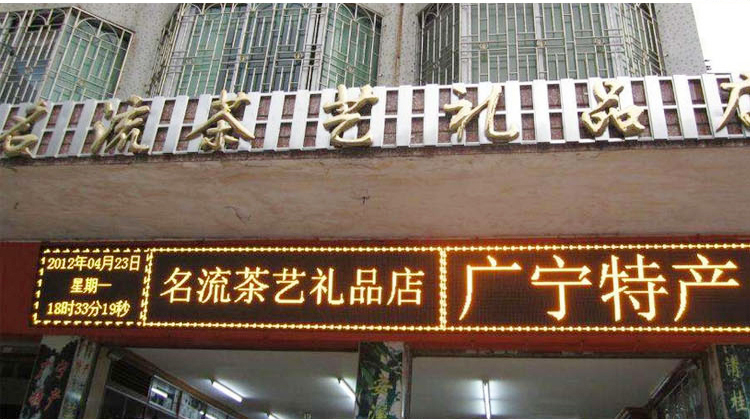 名流茶艺礼品店
2012年04月23日
星期一
18时33分19秒
名流茶艺礼品店
广宁特产